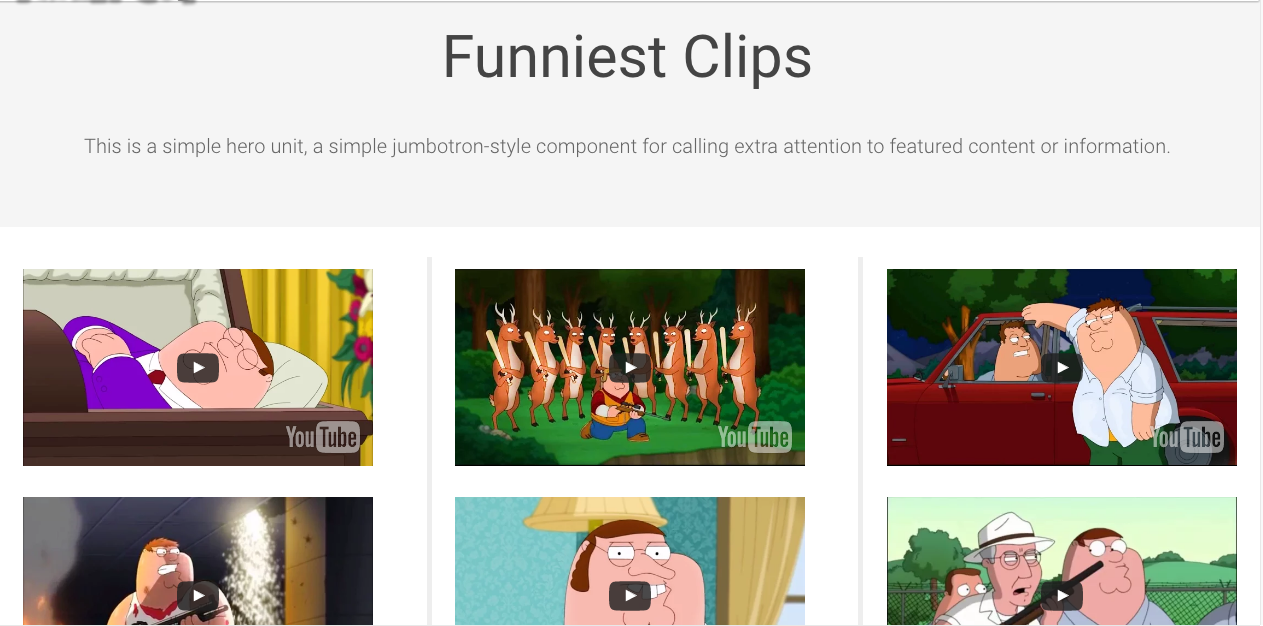 Funniest Clips
This is a simple hero unit, a simple jumbotron-style component for calling extra attention to featured content or information.
YouTube
YouTube
YouTube